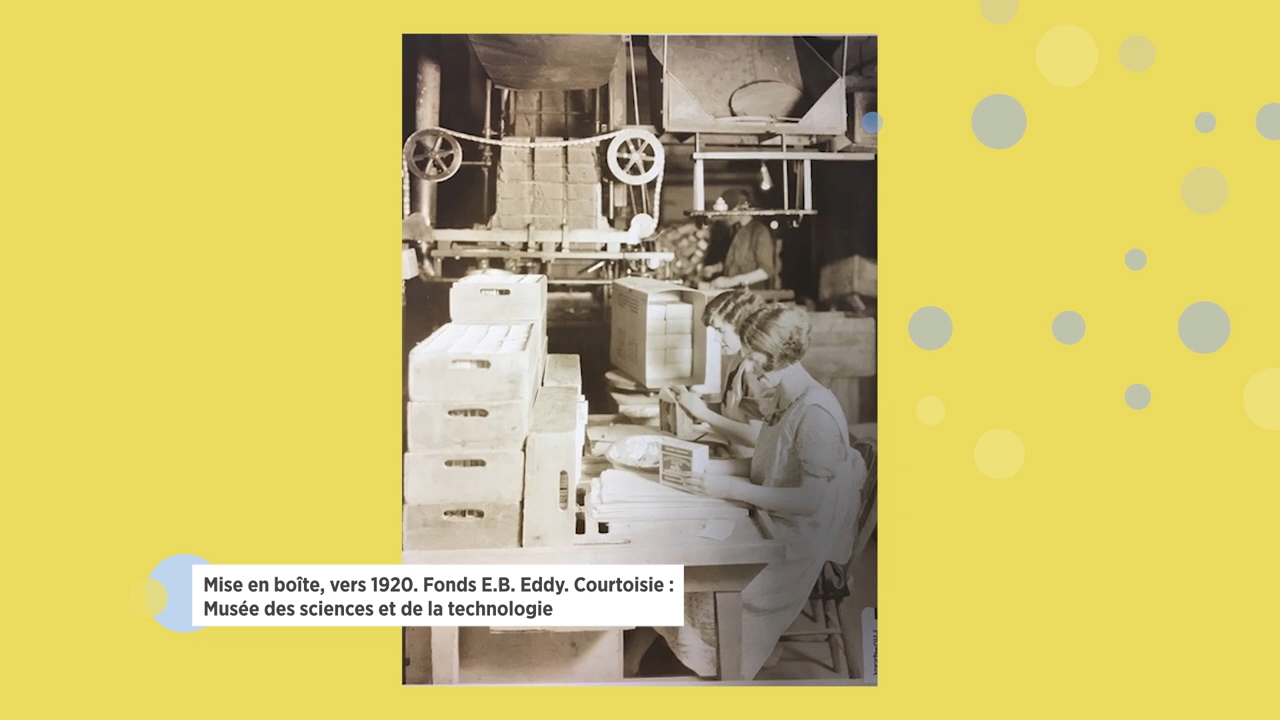 Mise en boîte, vers 1920. Fonds E.B. Eddy. Courtoisie :
Musée des sciences et de la technologie